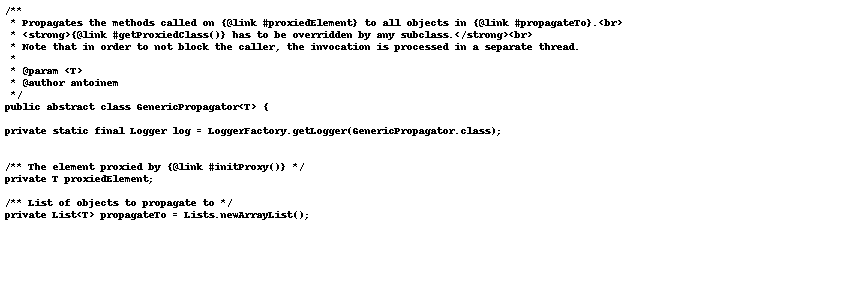 /**
 * Propagates the methods called on {@link #proxiedElement} to all objects in {@link #propagateTo}.<br>
 * <strong>{@link #getProxiedClass()} has to be overridden by any subclass.</strong><br>
 * Note that in order to not block the caller, the invocation is processed in a separate thread.
 *
 * @param <T>
 * @author antoinem
 */
public abstract class GenericPropagator<T> {
private static final Logger log = LoggerFactory.getLogger(GenericPropagator.class);
/** The element proxied by {@link #initProxy()} */
private T proxiedElement;
/** List of objects to propagate to */
private List<T> propagateTo = Lists.newArrayList();